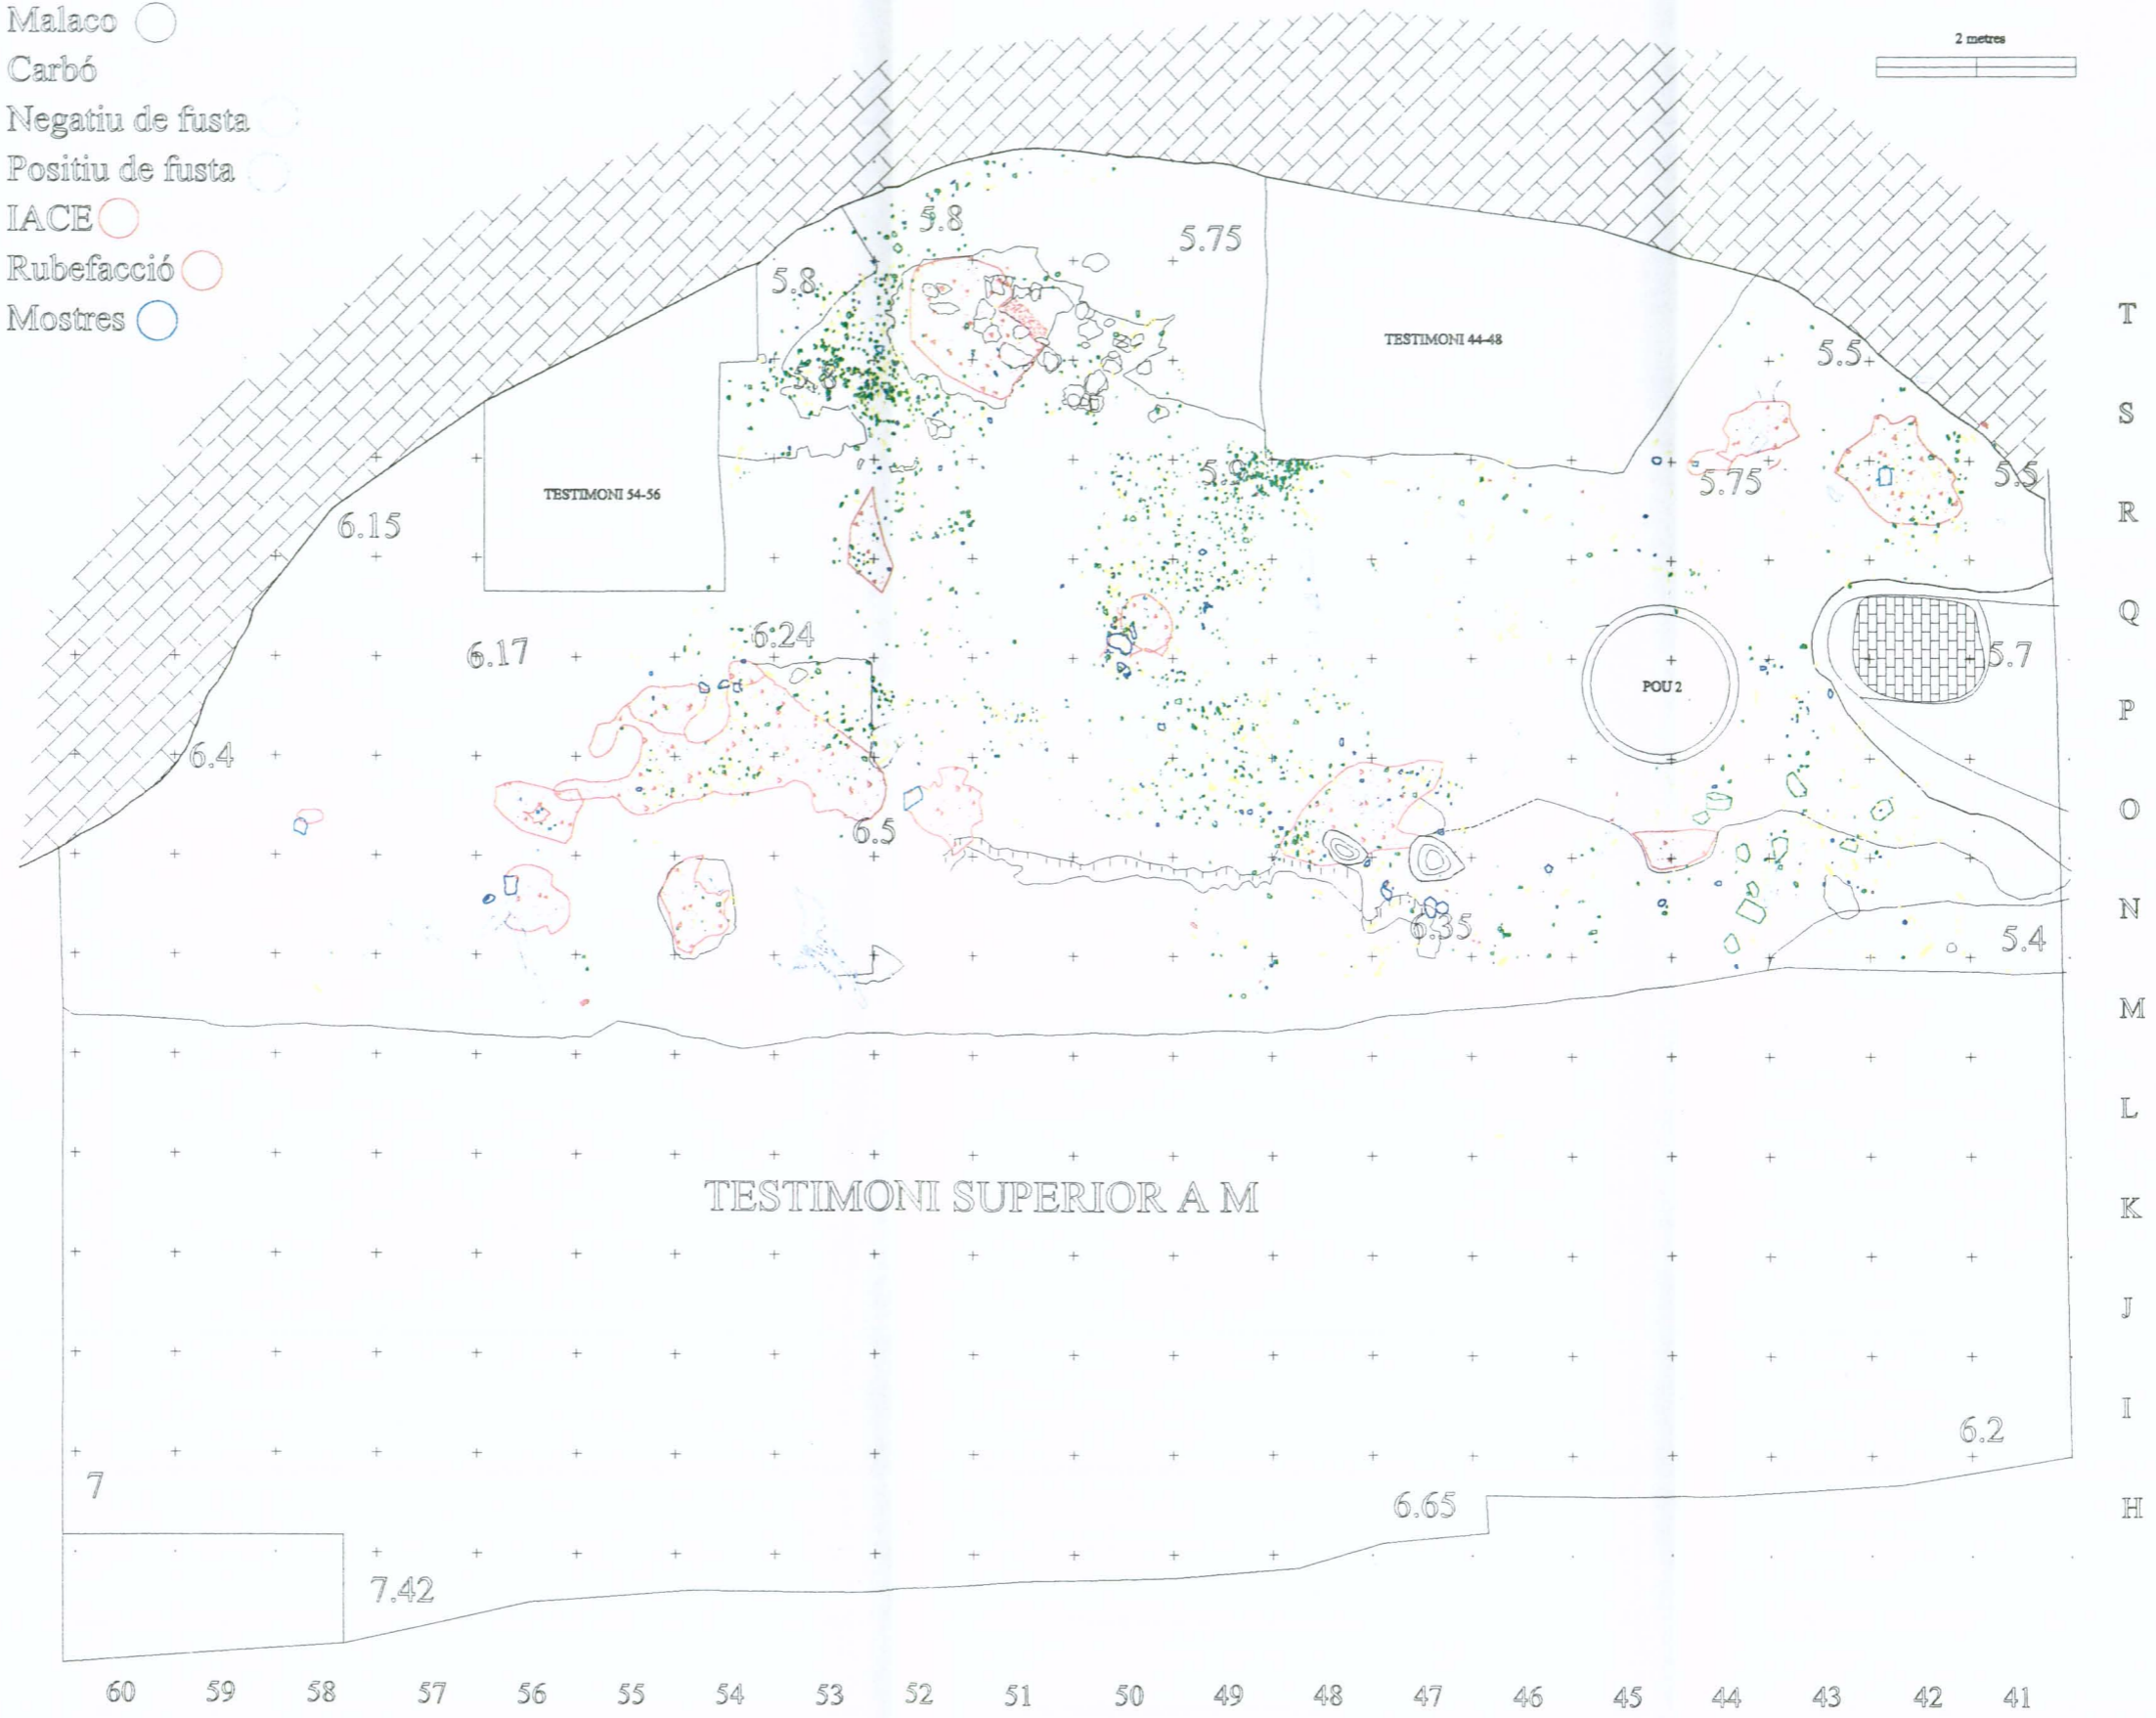 Malaco
Carbó
Negatiu de fusta
Positiu de fusta
IACE
Rubefacció
Mostres
2 metres
5.8
5.75
5.8
TESTIMONI 44-48
T
5.5
5.8
S
5.9
5.75
5.5
TESTIMONI 54-56
6.15
R
Q
6.24
6.17
5.7
POU 2
P
6.4
O
6.5
N
6.35
5.4
M
L
TESTIMONI SUPERIOR A M
K
J
I
6.2
7
6.65
H
7.42
60 59 58 57 56 55 54 53 52 51 50 49 48 47 46 45 44 43 42 41